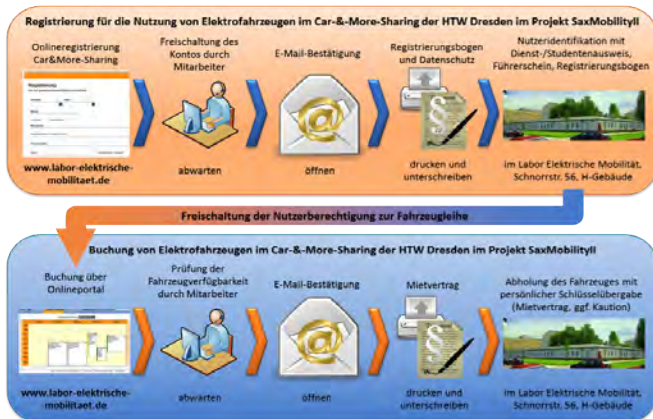 Registrierung für die Nutzung von Elektrofahrzeugen im Car-&-More-Sharing der HTW Dresden im Projekt SaxMobilityII
Onlineregistrierung
Car&More-Sharing
www.labor-elektrische-
mobilitaet.de
Freischaltung des
Kontos durch
Mitarbeiter
abwarten
E-Mail-Bestätigung
öffnen
Registrierungsbogen
und Datenschutz
drucken und
unterschreiben
Nutzeridentifikation mit
Dienst-/Studentenausweis,
Führerschein, Registrierungsbogen
im Labor Elektrische Mobilität,
Schnorrstr. 56, H-Gebäude
Freischaltung der Nutzerberechtigung zur Fahrzeugleihe
Buchung von Elektrofahrzeugen im Car-&-More-Sharing der HTW Dresden im Projekt SaxMobilityII
Buchung über
Onlineportal
www.labor-elektrische-
mobilitaet.de
Prüfung der
Fahrzeugverfügbarkeit
durch Mitarbeiter
abwarten
E-Mail-Bestätigung
öffnen
Mietvertrag
drucken und
unterschreiben
Abholung des Fahrzeuges mit
persönlicher Schlüsselübergabe
(Mietvertrag, ggf. Kaution)
im Labor Elektrische Mobilität,
Schnorrstr. 56, H-Gebäude